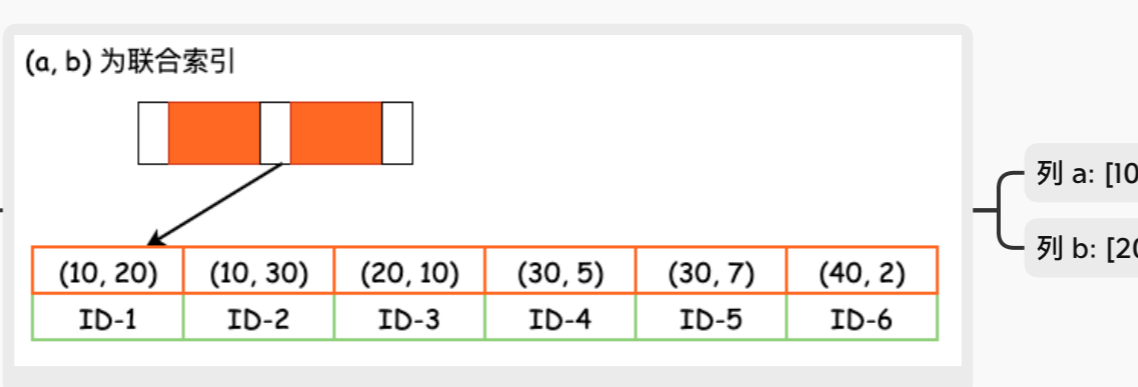 (a, b) 为联合索引
(10, 20) (10, 30) (20, 10) (30, 5) (30, 7) (40, 2)
ID-1 ID-2 ID-3 ID-4 ID-5 ID-6
列 a: [10
列 b: [20